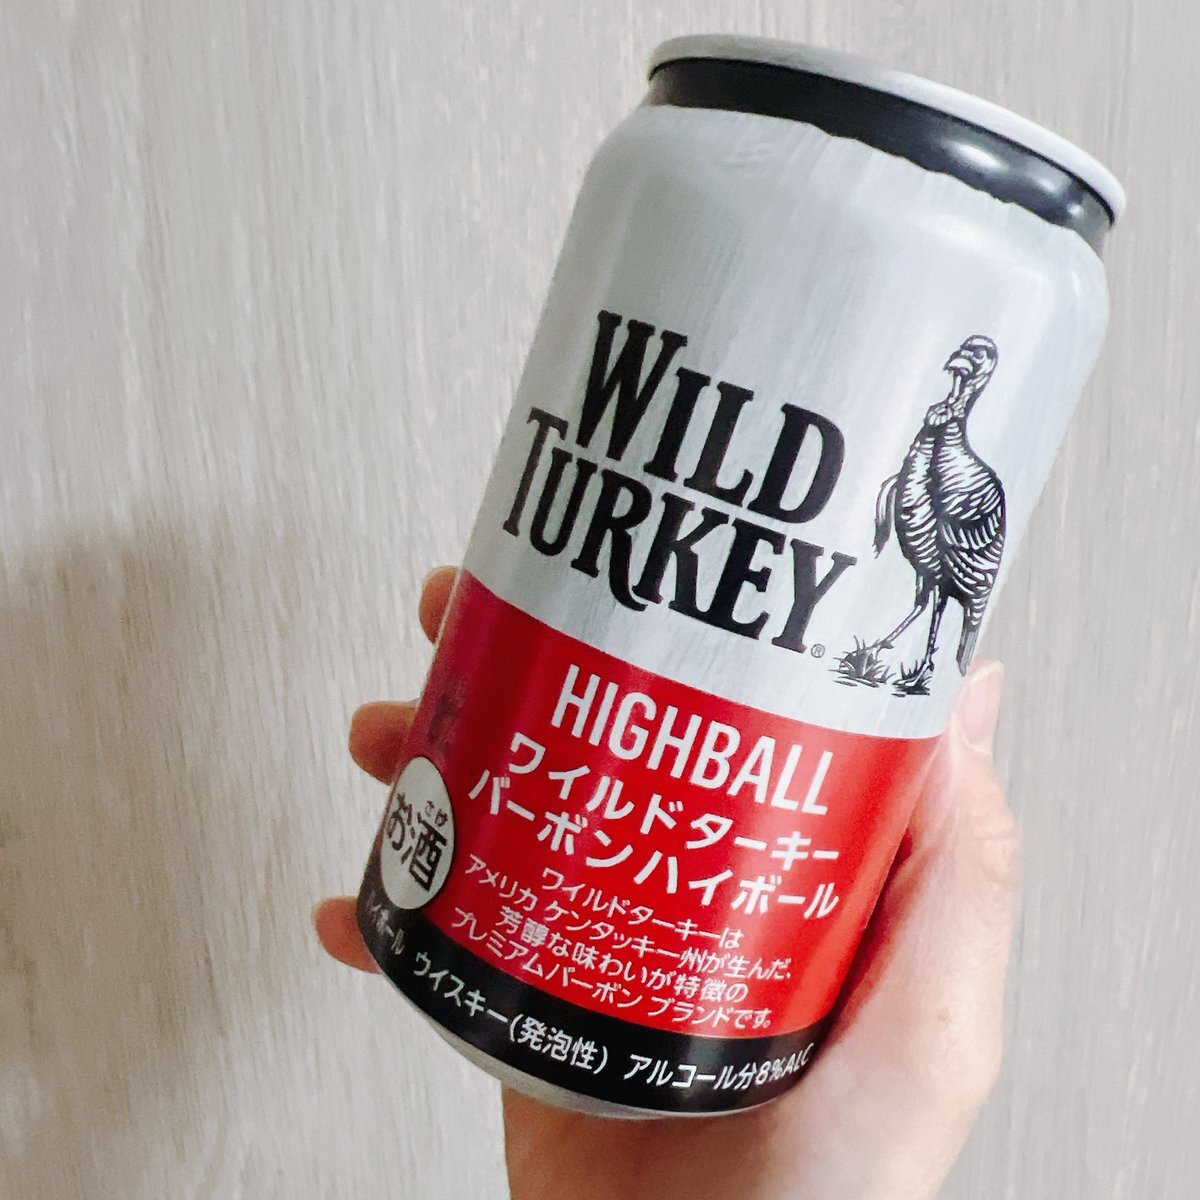 WILD
TURKEY®
HIGHBALL
ワイルドターキー
バーボンハイボール
ワイルドターキーは
アメリカ ケンタッキー州が生んだ、
芳醇な味わいが特徴の
プレミアムバーボン ブランドです。
さけ
お酒
ウイスキー(発泡性) アルコール分8%ALC